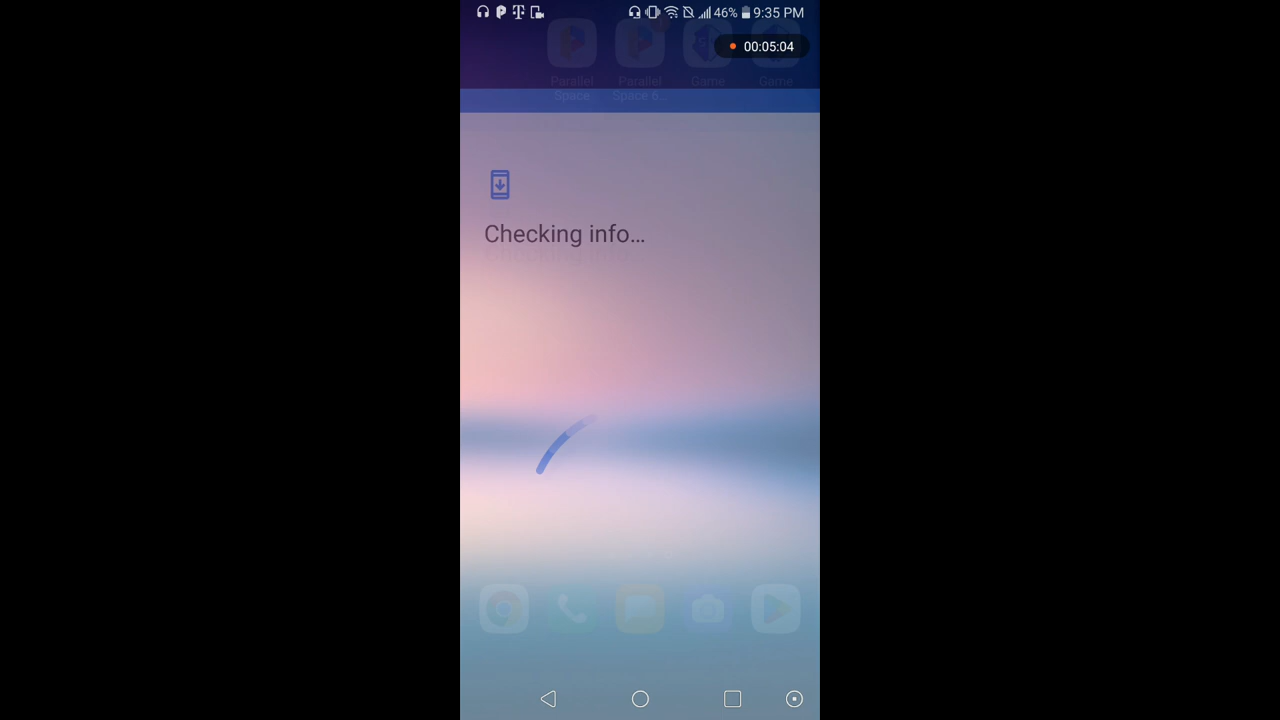 46% 9:35 PM
00:05:04
Parallel Space
Parallel Space 6...
Game
Game
Checking info...